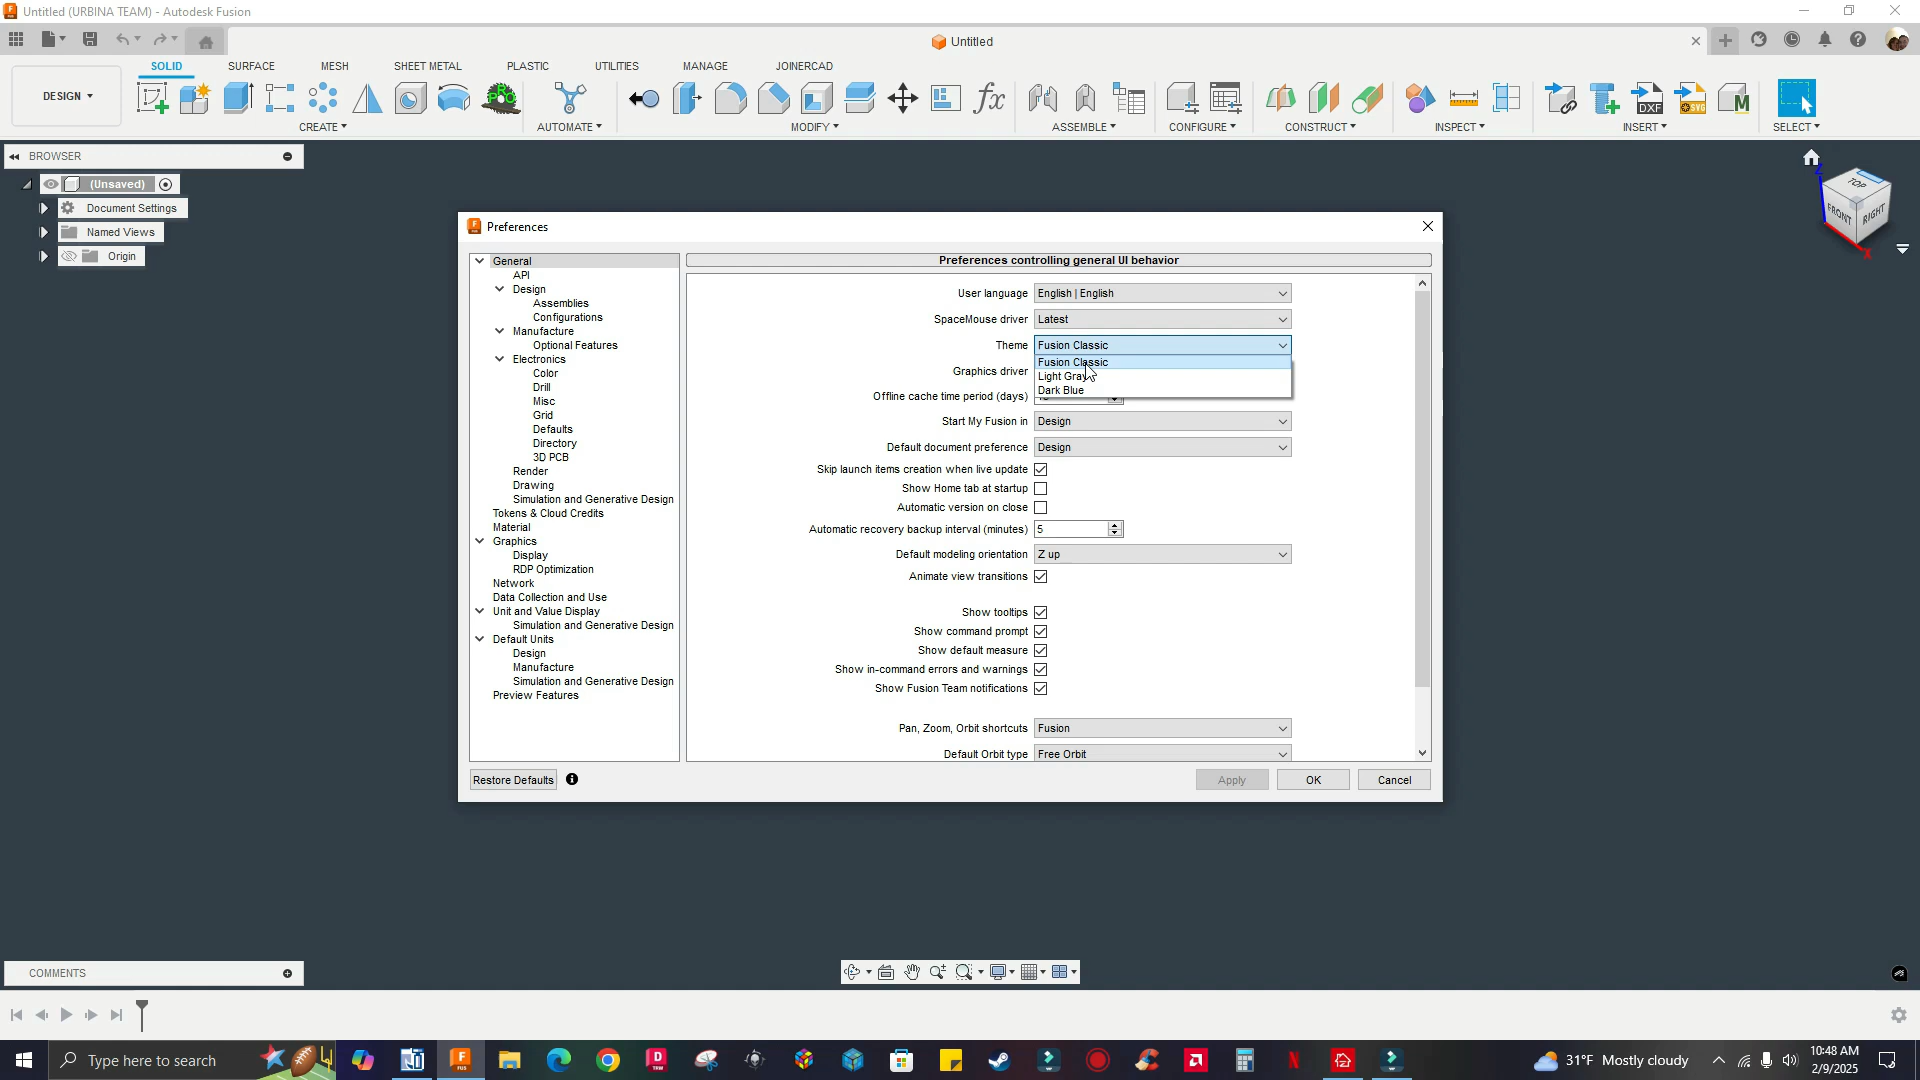 Untitled (URBINA TEAM) - Autodesk Fusion
Untitled
SOLID SURFACE MESH SHEET METAL PLASTIC UTILITIES MANAGE JOINERCAD
DESIGN
CREATE AUTOMATE MODIFY ASSEMBLE CONFIGURE CONSTRUCT INSPECT INSERT SELECT
BROWSER
(Unsaved)
Document Settings
Named Views
Origin
TOP
FRONT RIGHT
Z
X
Preferences
General
API
Design
Assemblies
Configurations
Manufacture
Optional Features
Electronics
Color
Drill
Misc
Grid
Defaults
Directory
3D PCB
Render
Drawing
Simulation and Generative Design
Tokens & Cloud Credits
Material
Graphics
Display
RDP Optimization
Network
Data Collection and Use
Unit and Value Display
Simulation and Generative Design
Default Units
Design
Manufacture
Simulation and Generative Design
Preview Features
Preferences controlling general UI behavior
User language English | English
SpaceMouse driver Latest
Theme Fusion Classic
Fusion Classic
Light Gray
Dark Blue
Graphics driver
Offline cache time period (days)
Start My Fusion in Design
Default document preference Design
Skip launch items creation when live update
Show Home tab at startup
Automatic version on close
Automatic recovery backup interval (minutes) 5
Default modeling orientation Z up
Animate view transitions
Show tooltips
Show command prompt
Show default measure
Show in-command errors and warnings
Show Fusion Team notifications
Pan, Zoom, Orbit shortcuts Fusion
Default Orbit type Free Orbit
Restore Defaults Apply OK Cancel
COMMENTS
Type here to search
31°F Mostly cloudy
10:48 AM
2/9/2025